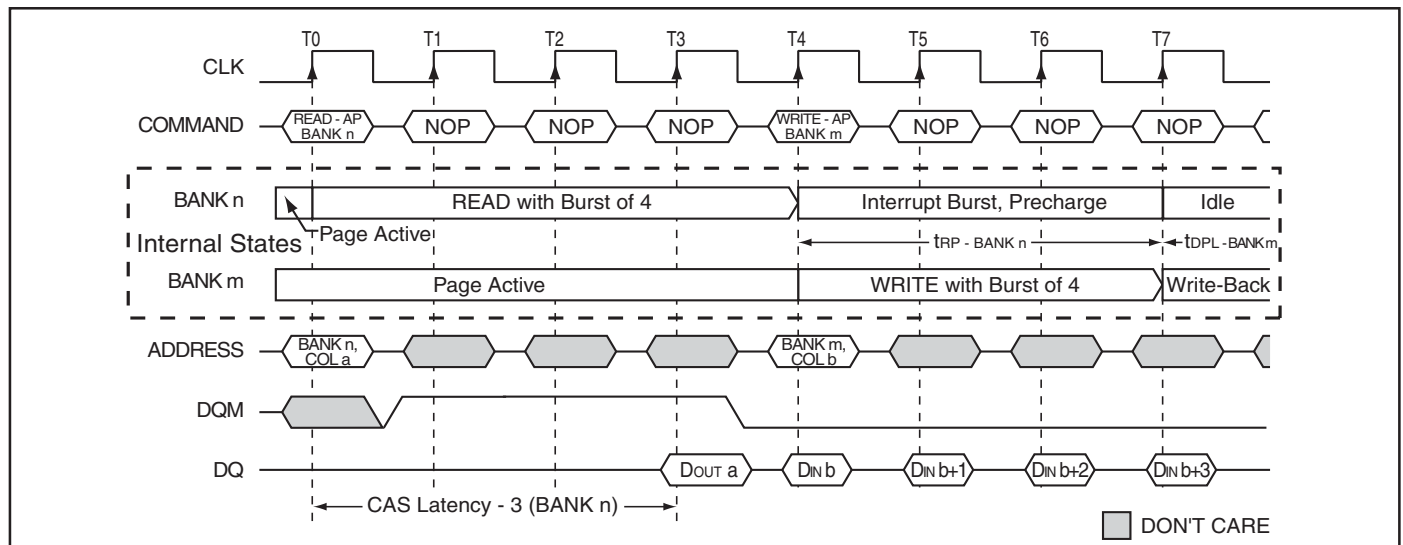 T0 T1 T2 T3 T4 T5 T6 T7
CLK
COMMAND READ - AP BANK n NOP NOP NOP WRITE - AP BANK m NOP NOP NOP
BANK n READ with Burst of 4 Interrupt Burst, Precharge Idle
Page Active
Internal States tRP - BANK n tDPL - BANK m
BANK m Page Active WRITE with Burst of 4 Write-Back
ADDRESS BANK n, COL a BANK m, COL b
DQM
DQ DOUT a DIN b DIN b+1 DIN b+2 DIN b+3
CAS Latency - 3 (BANK n)
DON'T CARE